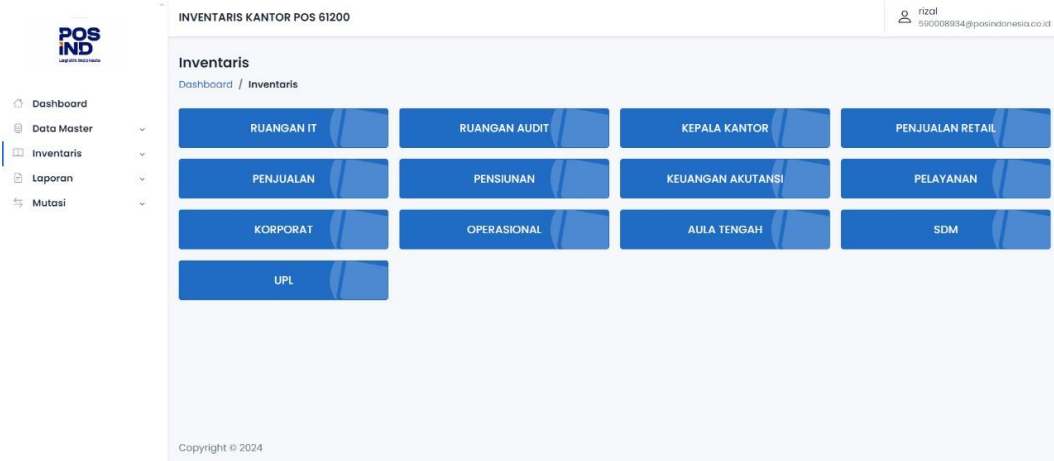 POS
IND
Logistik Indonesia
INVENTARIS KANTOR POS 61200
rizal
590008934@posindonesia.co.id
Dashboard
Data Master
Inventaris
Laporan
Mutasi
Inventaris
Dashboard / Inventaris
RUANGAN IT
RUANGAN AUDIT
KEPALA KANTOR
PENJUALAN RETAIL
PENJUALAN
PENSIUNAN
KEUANGAN AKUTANSI
PELAYANAN
KORPORAT
OPERASIONAL
AULA TENGAH
SDM
UPL
Copyright © 2024